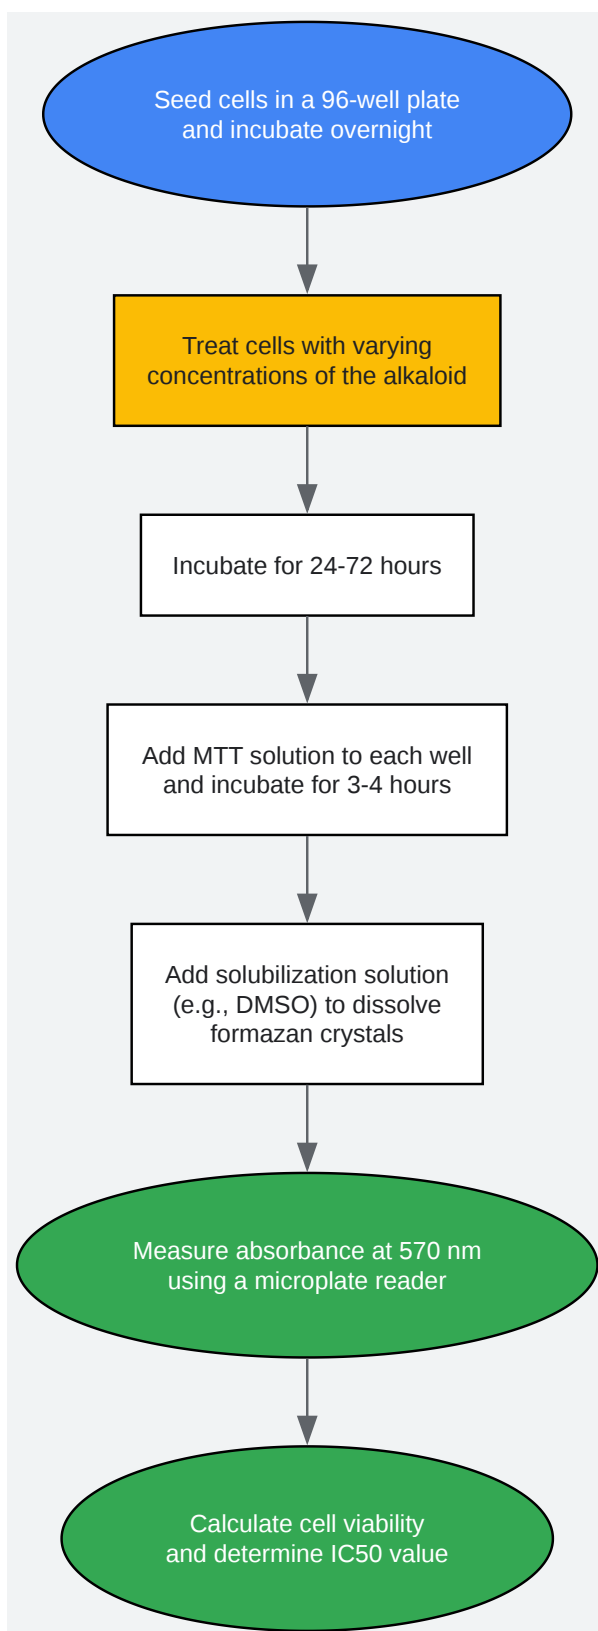 Seed cells in a 96-well plate
and incubate overnight
Treat cells with varying
concentrations of the alkaloid
Incubate for 24-72 hours
Add MTT solution to each well
and incubate for 3-4 hours
Add solubilization solution
(e.g., DMSO) to dissolve
formazan crystals
Measure absorbance at 570 nm
using a microplate reader
Calculate cell viability
and determine IC50 value